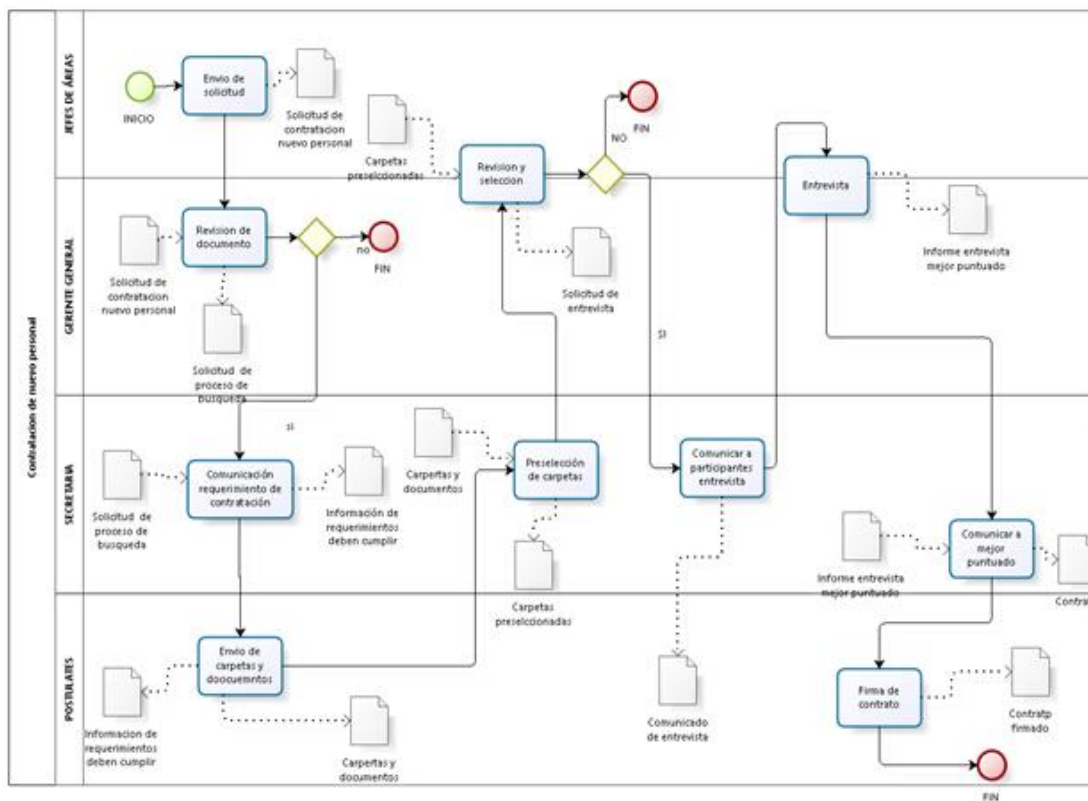 Contratacion de nuevo personal
JEFES DE ÁREAS
INICIO
Envio de
solicitud
Solicitud de
contratacion
nuevo personal
Carpetas
preselccionadas
Revision y
seleccion
NO
FIN
Entrevista
Informe entrevista
mejor puntuado
GERENTE GENERAL
Revision de
documento
no
FIN
Solicitud de
contratacion
nuevo personal
Solicitud de
proceso de
busqueda
Solicitud de
entrevista
SI
SECRETARIA
si
Comunicación
requerimiento de
contratación
Solicitud de
proceso de
busqueda
Información de
requerimientos
deben cumplir
Carpertas y
documentos
Preselección
de carpetas
Carpetas
preselccionadas
Comunicar a
participantes
entrevista
Comunicar a
mejor
puntuado
Informe entrevista
mejor puntuado
Contrat
POSTULATES
Envio de
carpetas y
doocuemntos
Informacion de
requerimientos
deben cumplir
Carpertas y
documentos
Comunicado
de entrevista
Firma de
contrato
Contratp
firmado
FIN